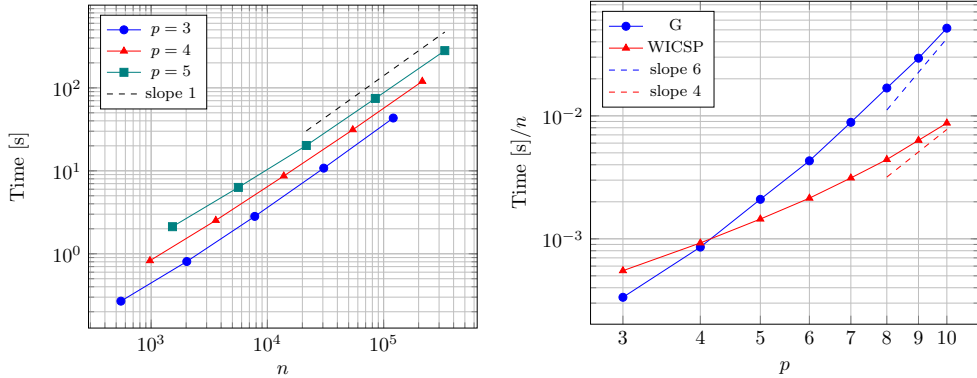 p = 3
p = 4
p = 5
slope 1
Time [s]
10^2
10^1
10^0
10^3
10^4
10^5
n
G
WICSP
slope 6
slope 4
Time [s]/n
10^−2
10^−3
3
4
5
6
7
8
9
10
p